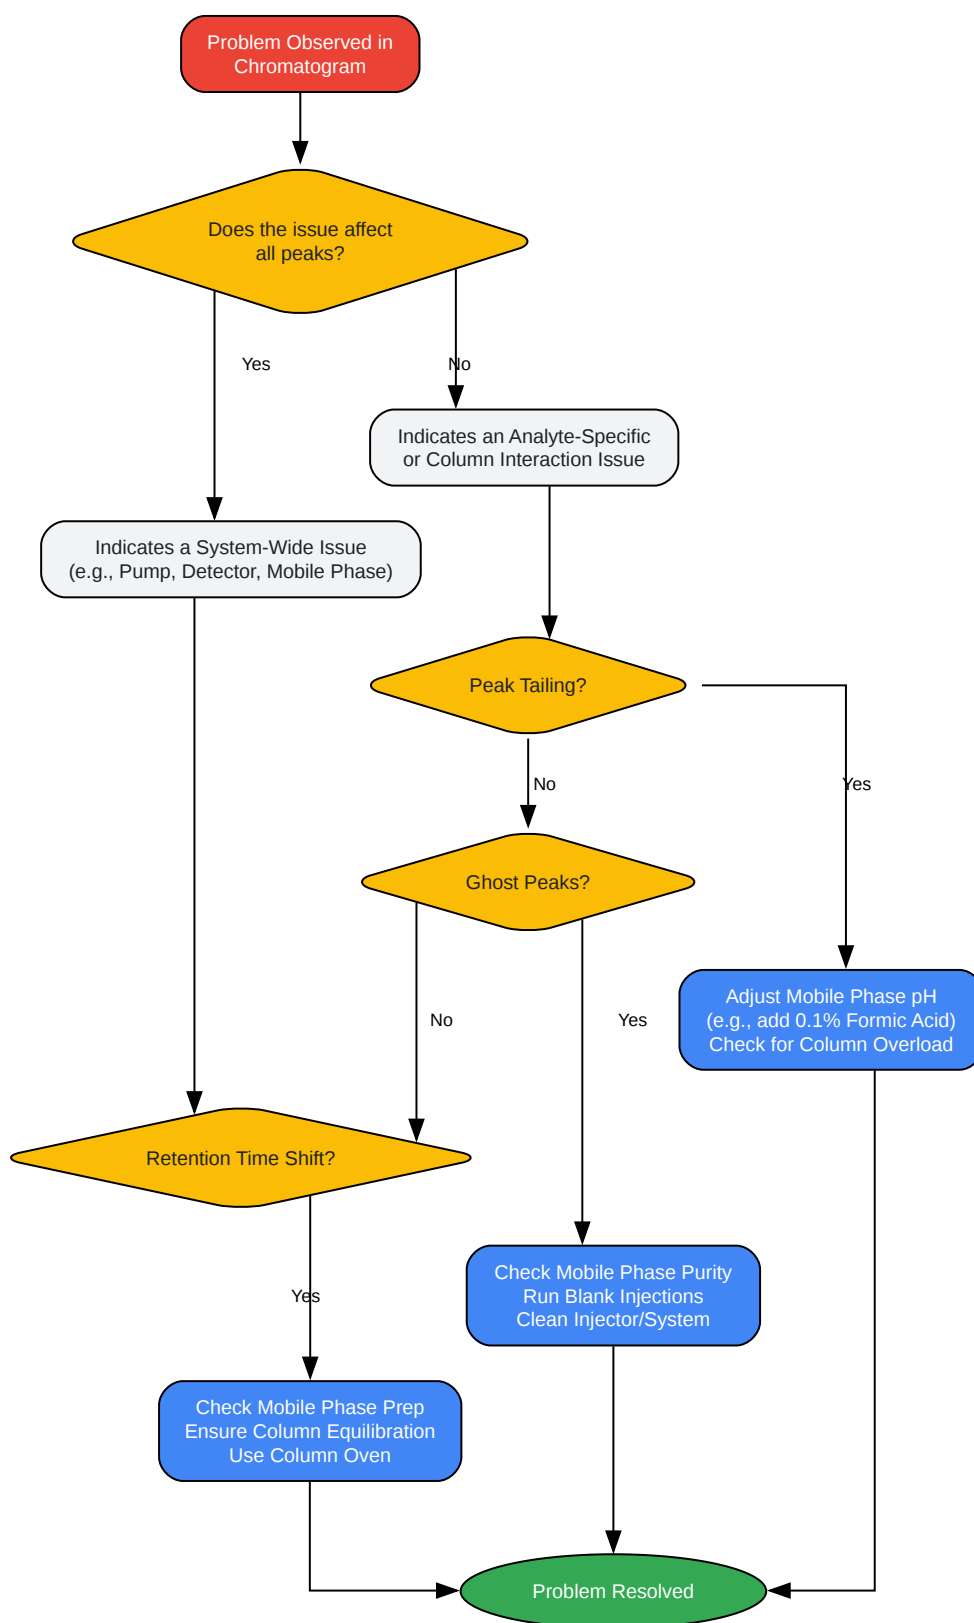 Problem Observed in
Chromatogram
Does the issue affect
all peaks?
Yes
No
Indicates an Analyte-Specific
or Column Interaction Issue
Indicates a System-Wide Issue
(e.g., Pump, Detector, Mobile Phase)
Peak Tailing?
No
Yes
Ghost Peaks?
Adjust Mobile Phase pH
(e.g., add 0.1% Formic Acid)
Check for Column Overload
No
Yes
Retention Time Shift?
Check Mobile Phase Purity
Run Blank Injections
Clean Injector/System
Yes
Check Mobile Phase Prep
Ensure Column Equilibration
Use Column Oven
Problem Resolved